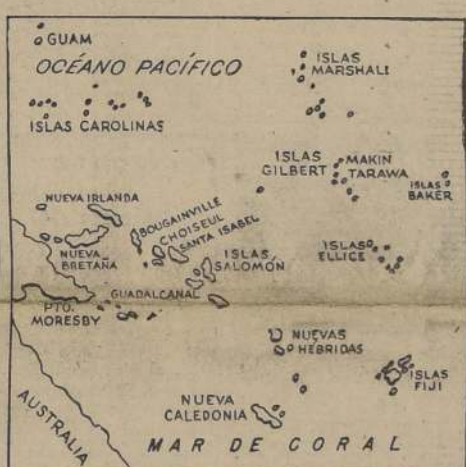 GUAM
OCÉANO PACÍFICO
ISLAS
MARSHALL
ISLAS CAROLINAS
ISLAS
GILBERT
MAKIN
TARAWA
ISLAS
BAKER
NUEVA IRLANDA
BOUGAINVILLE
CHOISEUL
SANTA ISABEL
NUEVA
BRETAÑA
ISLAS
SALOMÓN
ISLAS
ELLICE
GUADALCANAL
PTO.
MORESBY
NUEVAS
HÉBRIDAS
ISLAS
FIJI
NUEVA
CALEDONIA
AUSTRALIA
MAR DE CORAL